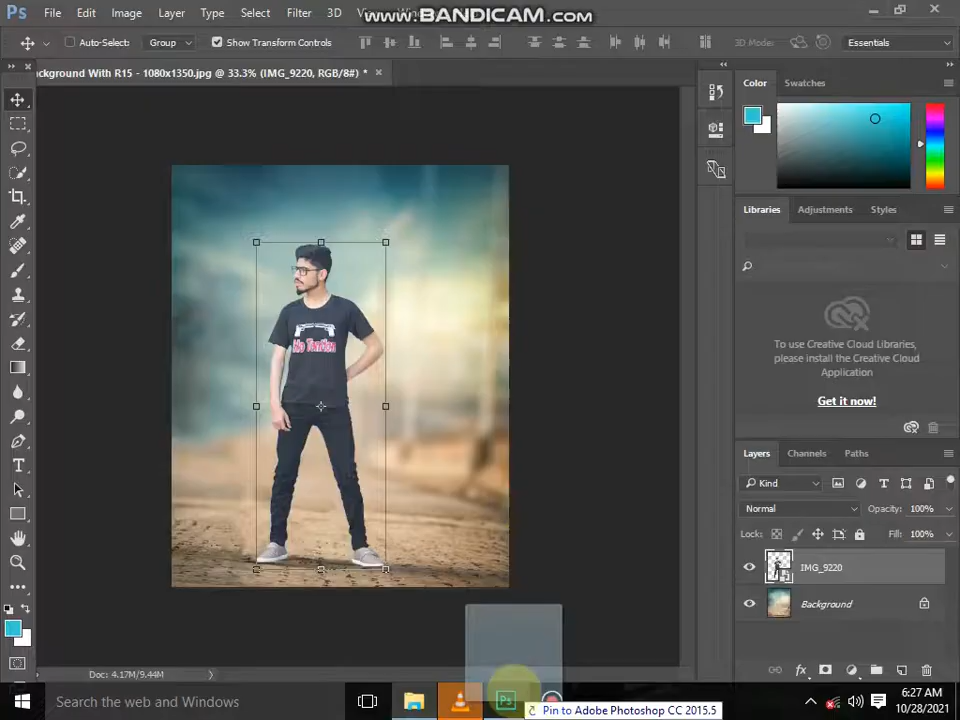 Ps File Edit Image Layer Type Select Filter 3D
www.BANDICAM.com
Auto-Select: Group Show Transform Controls 3D Mode: Essentials
ckground With R15 - 1080x1350.jpg @ 33.3% (IMG_9220, RGB/8#) * ×
Color Swatches
Libraries Adjustments Styles
To use Creative Cloud Libraries,
please install the Creative Cloud
Application
Get it now!
Layers Channels Paths
Kind
Normal Opacity: 100%
Lock: Fill: 100%
IMG_9220
Background
Doc: 4.17M/9.44M
Search the web and Windows
Ps
Pin to Adobe Photoshop CC 2015.5
6:27 AM
10/28/2021